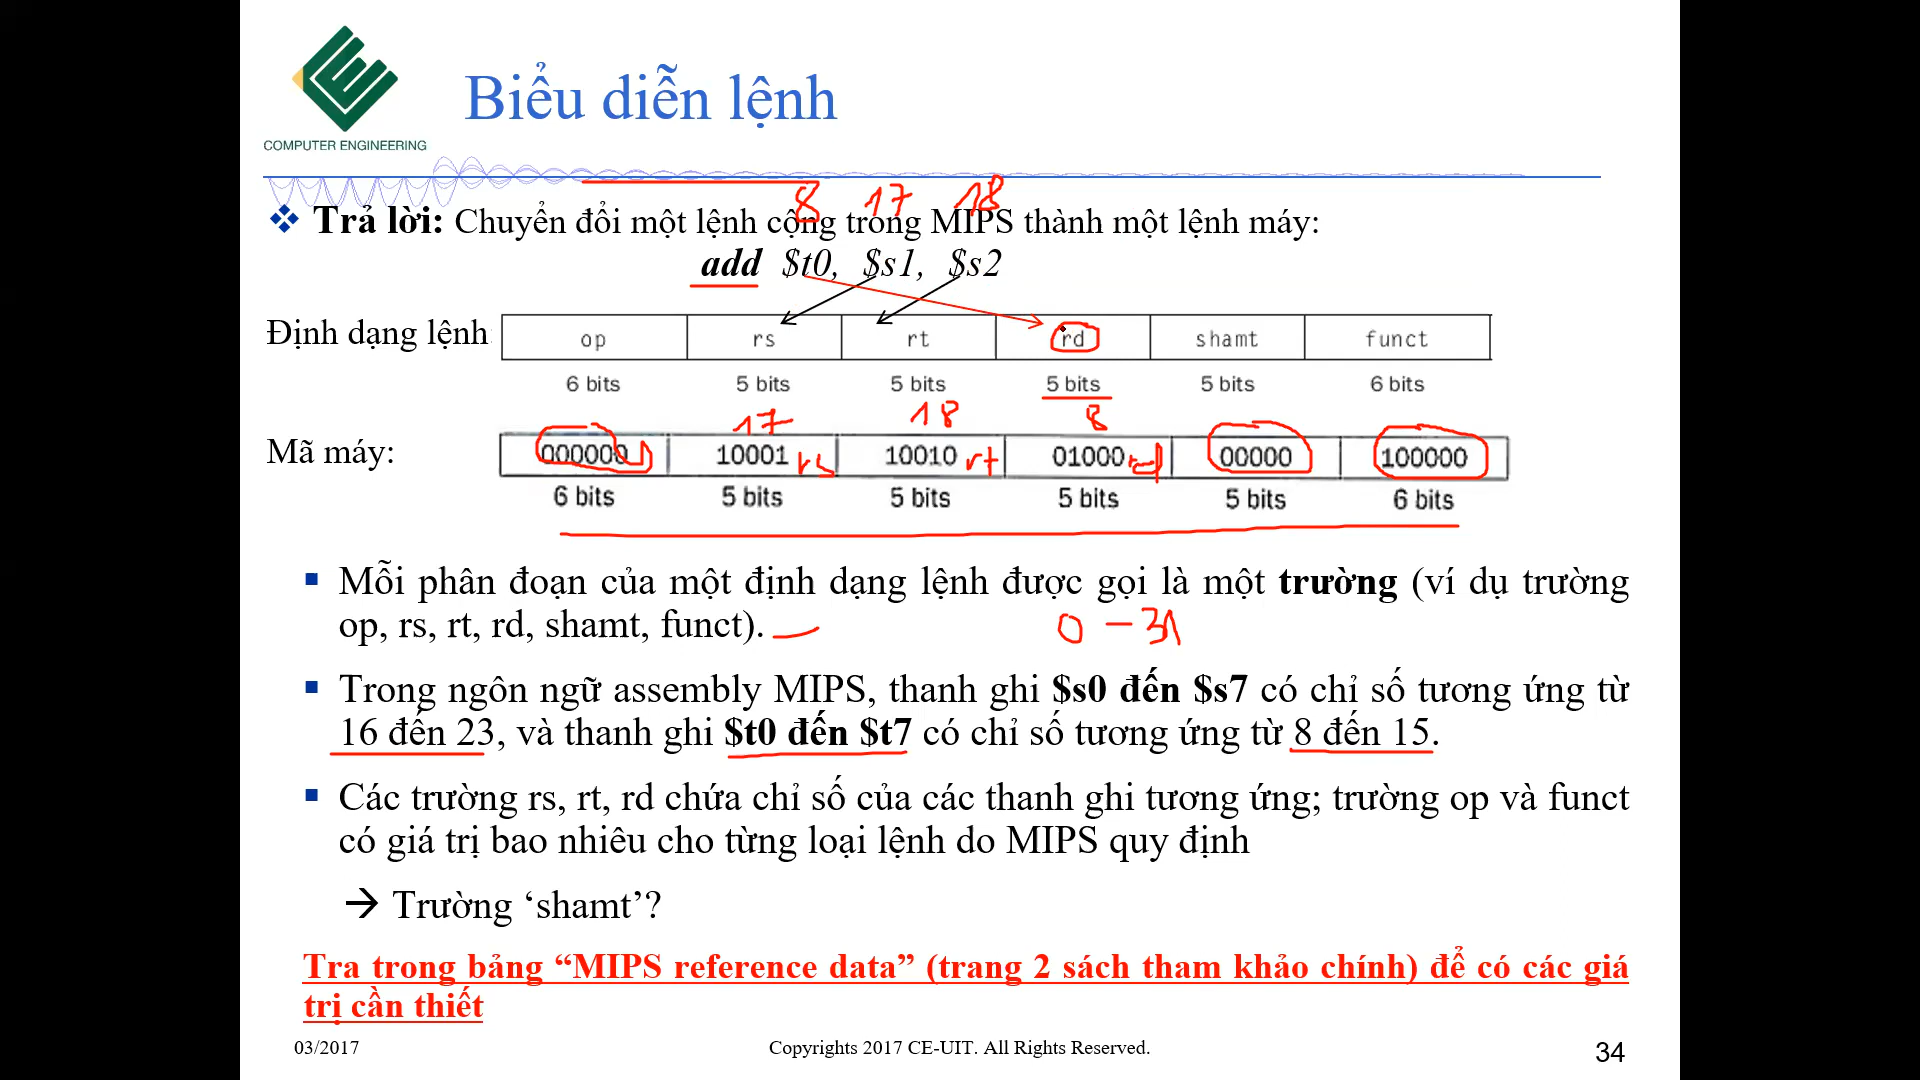 COMPUTER ENGINEERING
Biểu diễn lệnh
8 17 18
❖ Trả lời: Chuyển đổi một lệnh cộng trong MIPS thành một lệnh máy:
add $t0, $s1, $s2
Định dạng lệnh:
op rs rt rd shamt funct
6 bits 5 bits 5 bits 5 bits 5 bits 6 bits
17 18 8
Mã máy:
000000 10001 rs 10010 rt 01000 rd 00000 100000
6 bits 5 bits 5 bits 5 bits 5 bits 6 bits
▪ Mỗi phân đoạn của một định dạng lệnh được gọi là một trường (ví dụ trường
op, rs, rt, rd, shamt, funct).
0 – 31
▪ Trong ngôn ngữ assembly MIPS, thanh ghi $s0 đến $s7 có chỉ số tương ứng từ
16 đến 23, và thanh ghi $t0 đến $t7 có chỉ số tương ứng từ 8 đến 15.
▪ Các trường rs, rt, rd chứa chỉ số của các thanh ghi tương ứng; trường op và funct
có giá trị bao nhiêu cho từng loại lệnh do MIPS quy định
→ Trường ‘shamt’?
Tra trong bảng “MIPS reference data” (trang 2 sách tham khảo chính) để có các giá
trị cần thiết
03/2017
Copyrights 2017 CE-UIT. All Rights Reserved.
34